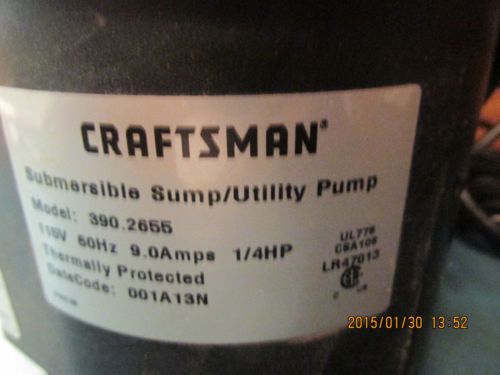 CRAFTSMAN®
Submersible Sump/Utility Pump
Model: 390.2655
115V 60Hz 9.0Amps 1/4HP
Thermally Protected
DateCode: 001A13N
UL778
CSA108
LR47013
C US
2015/01/30 13:52